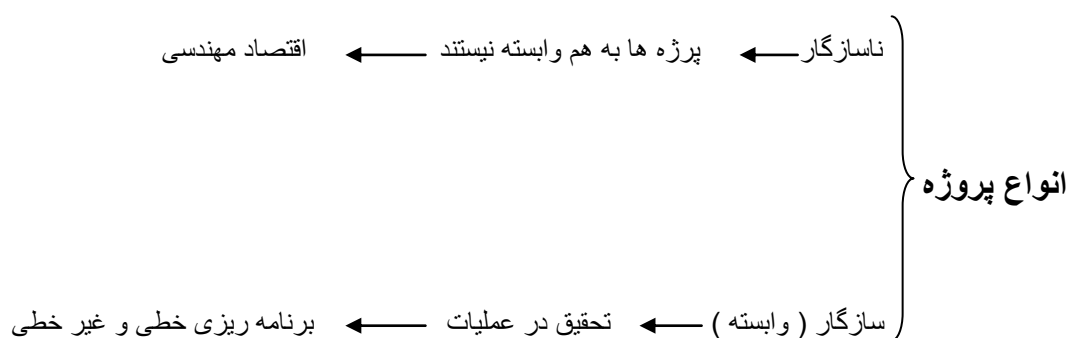 ناسازگار پرژه ها به هم وابسته نیستند اقتصاد مهندسی
انواع پروژه
سازگار ( وابسته ) تحقیق در عملیات برنامه ریزی خطی و غیر خطی